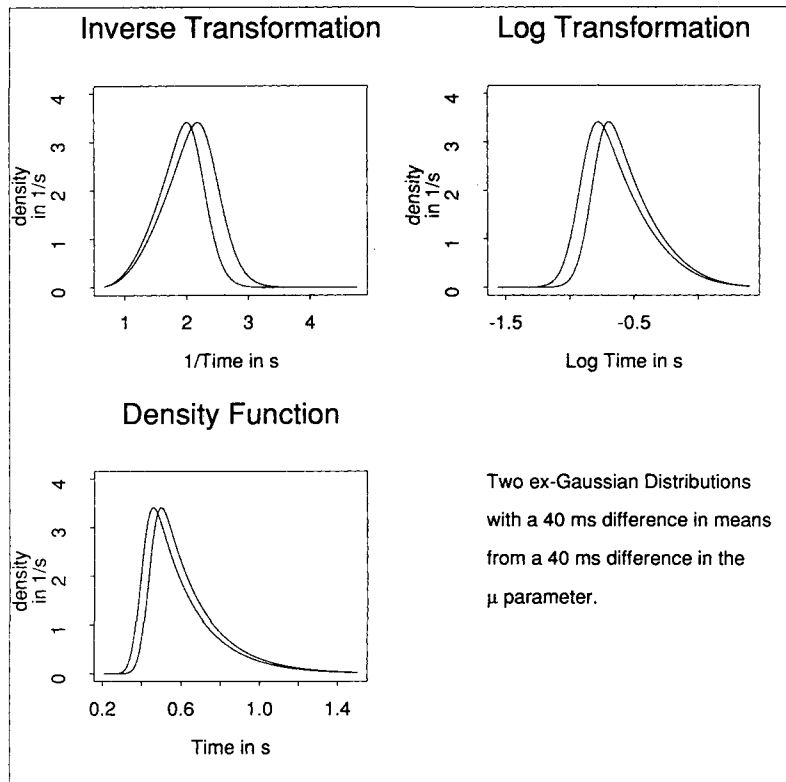 Inverse Transformation
4
3
2
1
0
density
in 1/s
1 2 3 4
1/Time in s
Log Transformation
4
3
2
1
0
density
in 1/s
-1.5 -0.5
Log Time in s
Density Function
4
3
2
1
0
density
in 1/s
0.2 0.6 1.0 1.4
Time in s
Two ex-Gaussian Distributions
with a 40 ms difference in means
from a 40 ms difference in the
μ parameter.